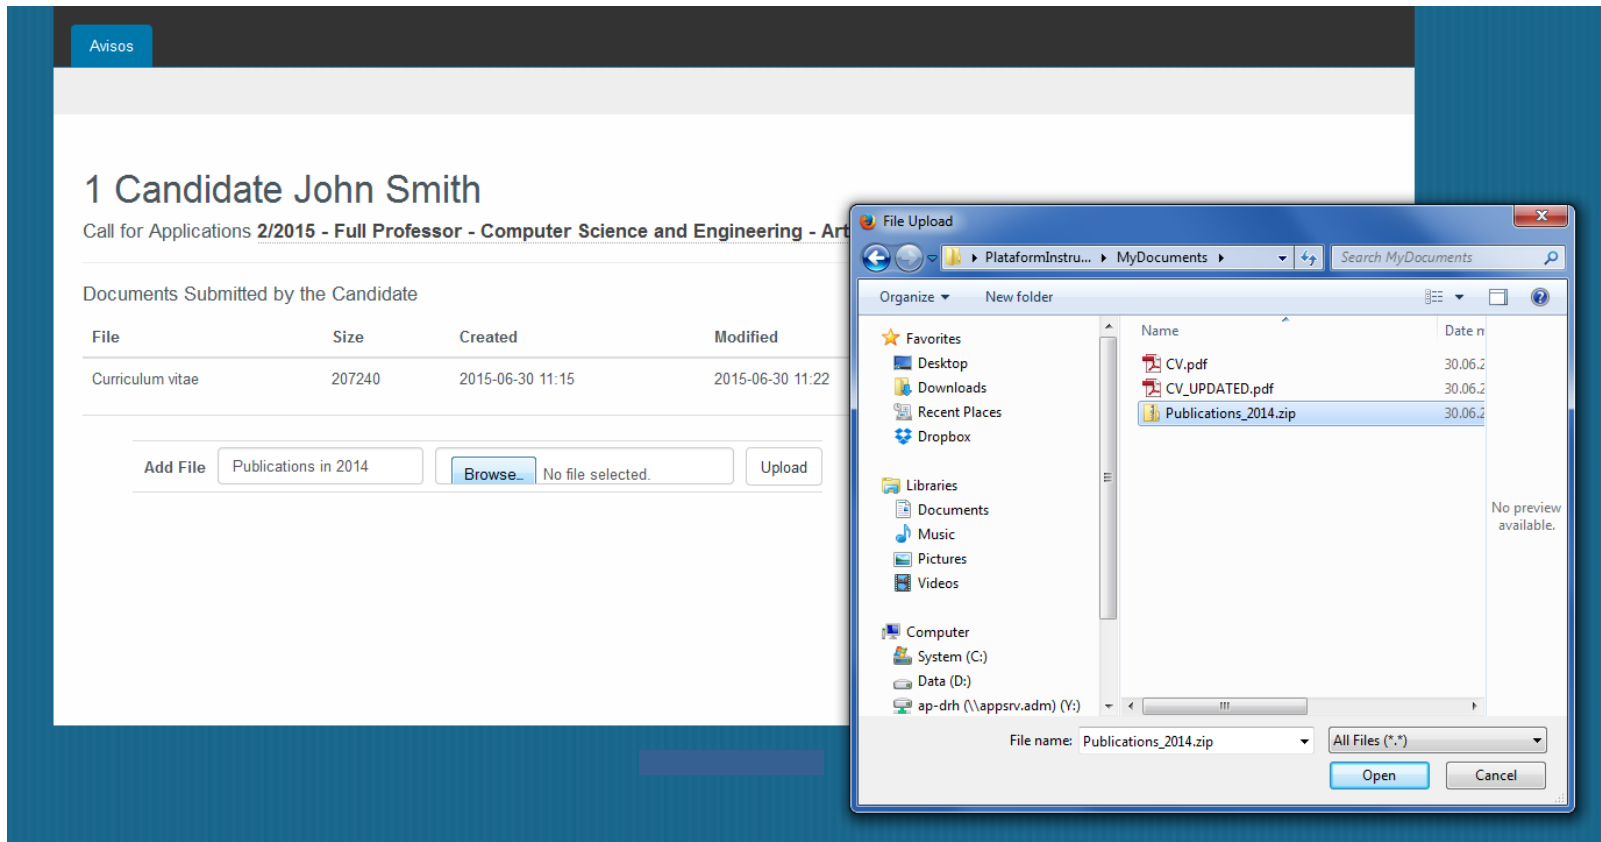 Avisos
1 Candidate John Smith
Call for Applications 2/2015 - Full Professor - Computer Science and Engineering - Art
Documents Submitted by the Candidate
File Size Created Modified
Curriculum vitae 207240 2015-06-30 11:15 2015-06-30 11:22
Add File Publications in 2014 Browse... No file selected. Upload
File Upload
PlataformInstru... MyDocuments Search MyDocuments
Organize New folder
Favorites
Desktop
Downloads
Recent Places
Dropbox
Libraries
Documents
Music
Pictures
Videos
Computer
System (C:)
Data (D:)
ap-drh (\\appsrv.adm) (Y:)
Name Date n
CV.pdf 30.06.2
CV_UPDATED.pdf 30.06.2
Publications_2014.zip 30.06.2
No preview
available.
File name: Publications_2014.zip All Files (*.*)
Open Cancel